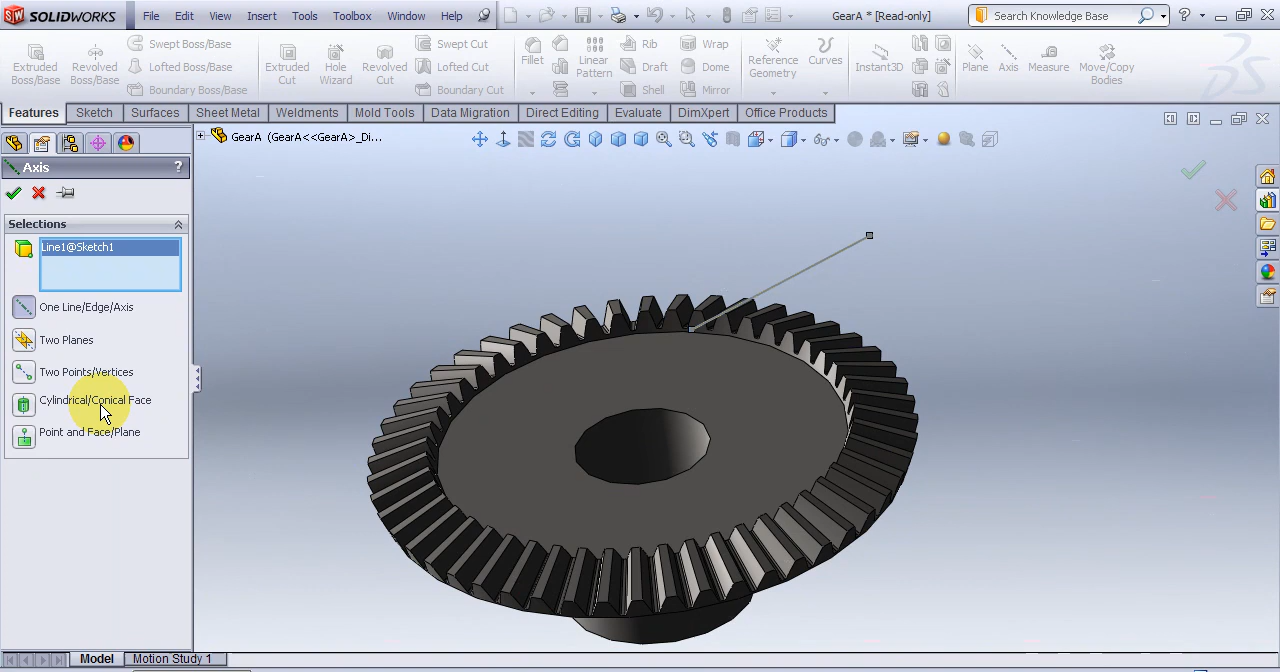 SOLIDWORKS File Edit View Insert Tools Toolbox Window Help GearA * [Read-only] Search Knowledge Base ?
Extruded Boss/Base
Revolved Boss/Base
Swept Boss/Base
Lofted Boss/Base
Boundary Boss/Base
Extruded Cut
Hole Wizard
Revolved Cut
Swept Cut
Lofted Cut
Boundary Cut
Fillet
Linear Pattern
Rib
Draft
Shell
Wrap
Dome
Mirror
Reference Geometry
Curves
Instant3D
Plane
Axis
Measure
Move/Copy Bodies
Features Sketch Surfaces Sheet Metal Weldments Mold Tools Data Migration Direct Editing Evaluate DimXpert Office Products
GearA (GearA<<GearA>_Di...
Axis ?
Selections
Line1@Sketch1
One Line/Edge/Axis
Two Planes
Two Points/Vertices
Cylindrical/Conical Face
Point and Face/Plane
Model Motion Study 1